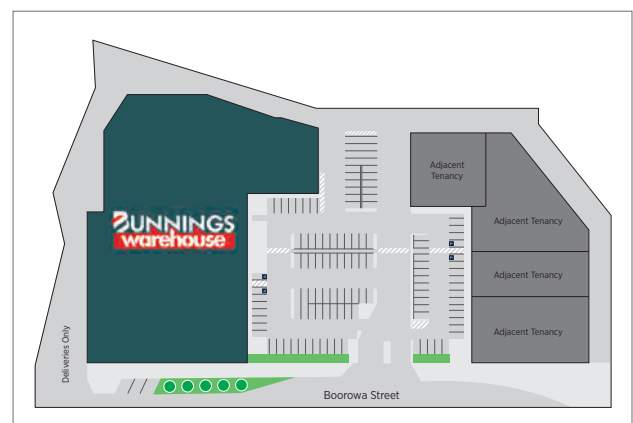 Adjacent
Tenancy
Adjacent Tenancy
BUNNINGS
warehouse
Adjacent Tenancy
Adjacent Tenancy
Deliveries Only
Boorowa Street